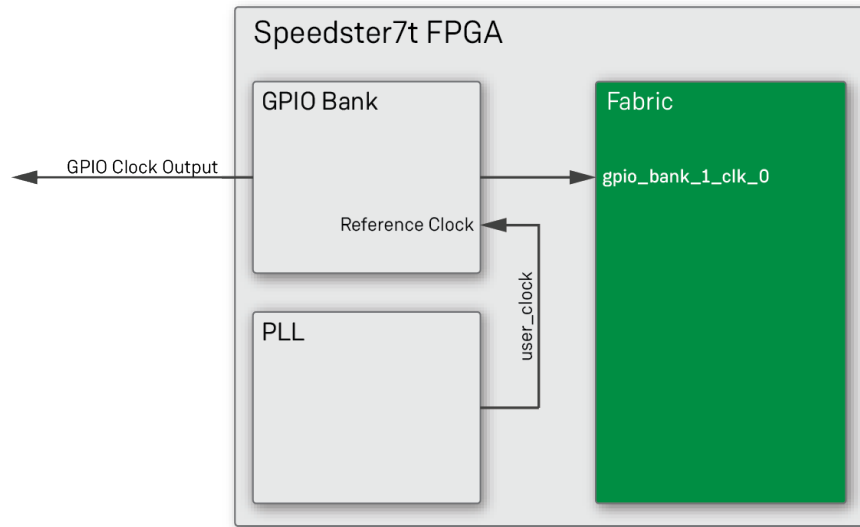 Speedster7t FPGA
GPIO Bank
Fabric
GPIO Clock Output
gpio_bank_1_clk_0
Reference Clock
user_clock
PLL